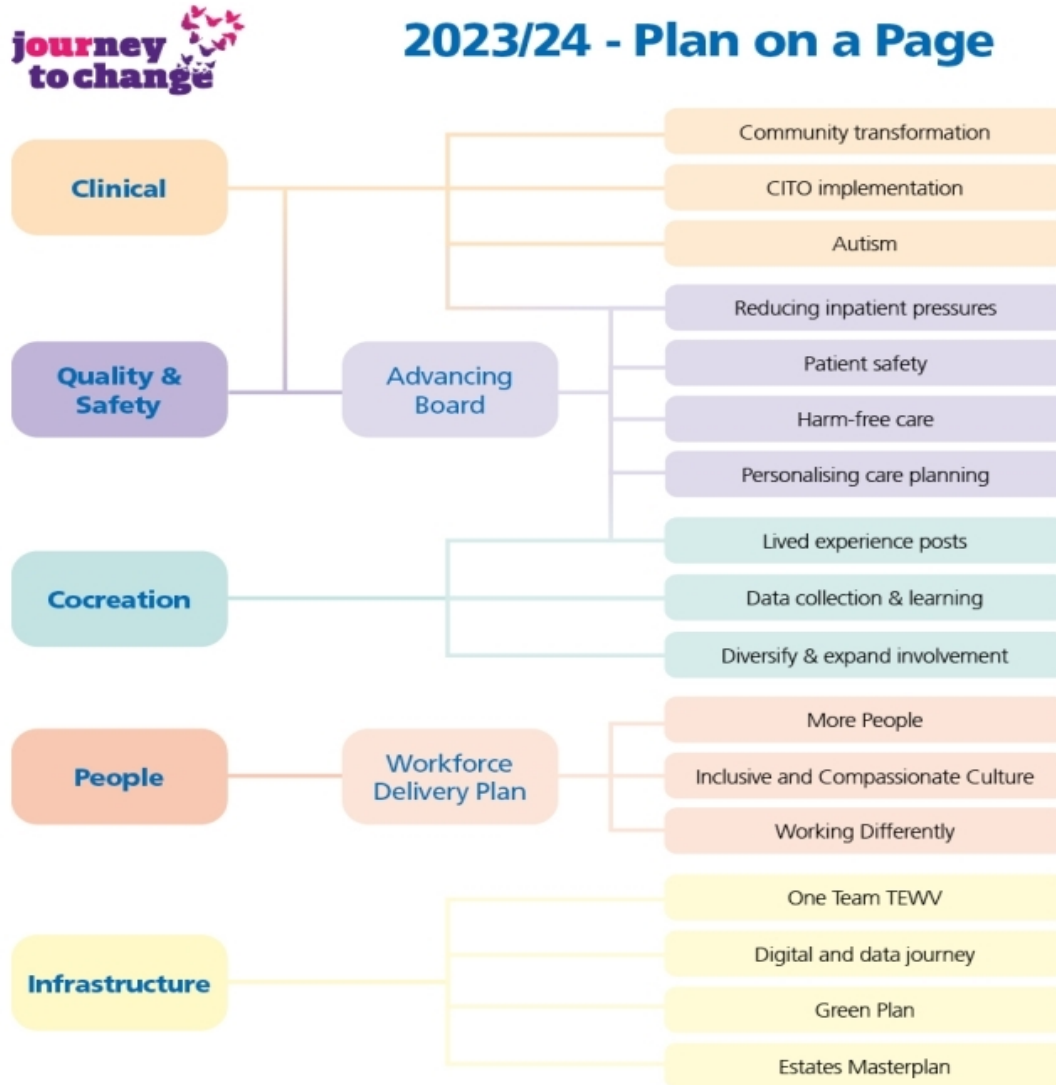 journey
to change
2023/24 - Plan on a Page
Clinical
Community transformation
CITO implementation
Autism
Quality &
Safety
Advancing
Board
Reducing inpatient pressures
Patient safety
Harm-free care
Personalising care planning
Cocreation
Lived experience posts
Data collection & learning
Diversify & expand involvement
People
Workforce
Delivery Plan
More People
Inclusive and Compassionate Culture
Working Differently
Infrastructure
One Team TEWV
Digital and data journey
Green Plan
Estates Masterplan